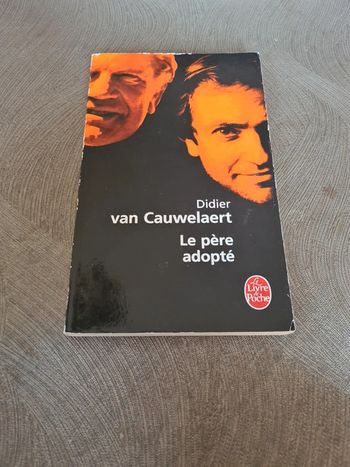 Didier
van Cauwelaert
Le père
adopté
Le
Livre
de
Poche